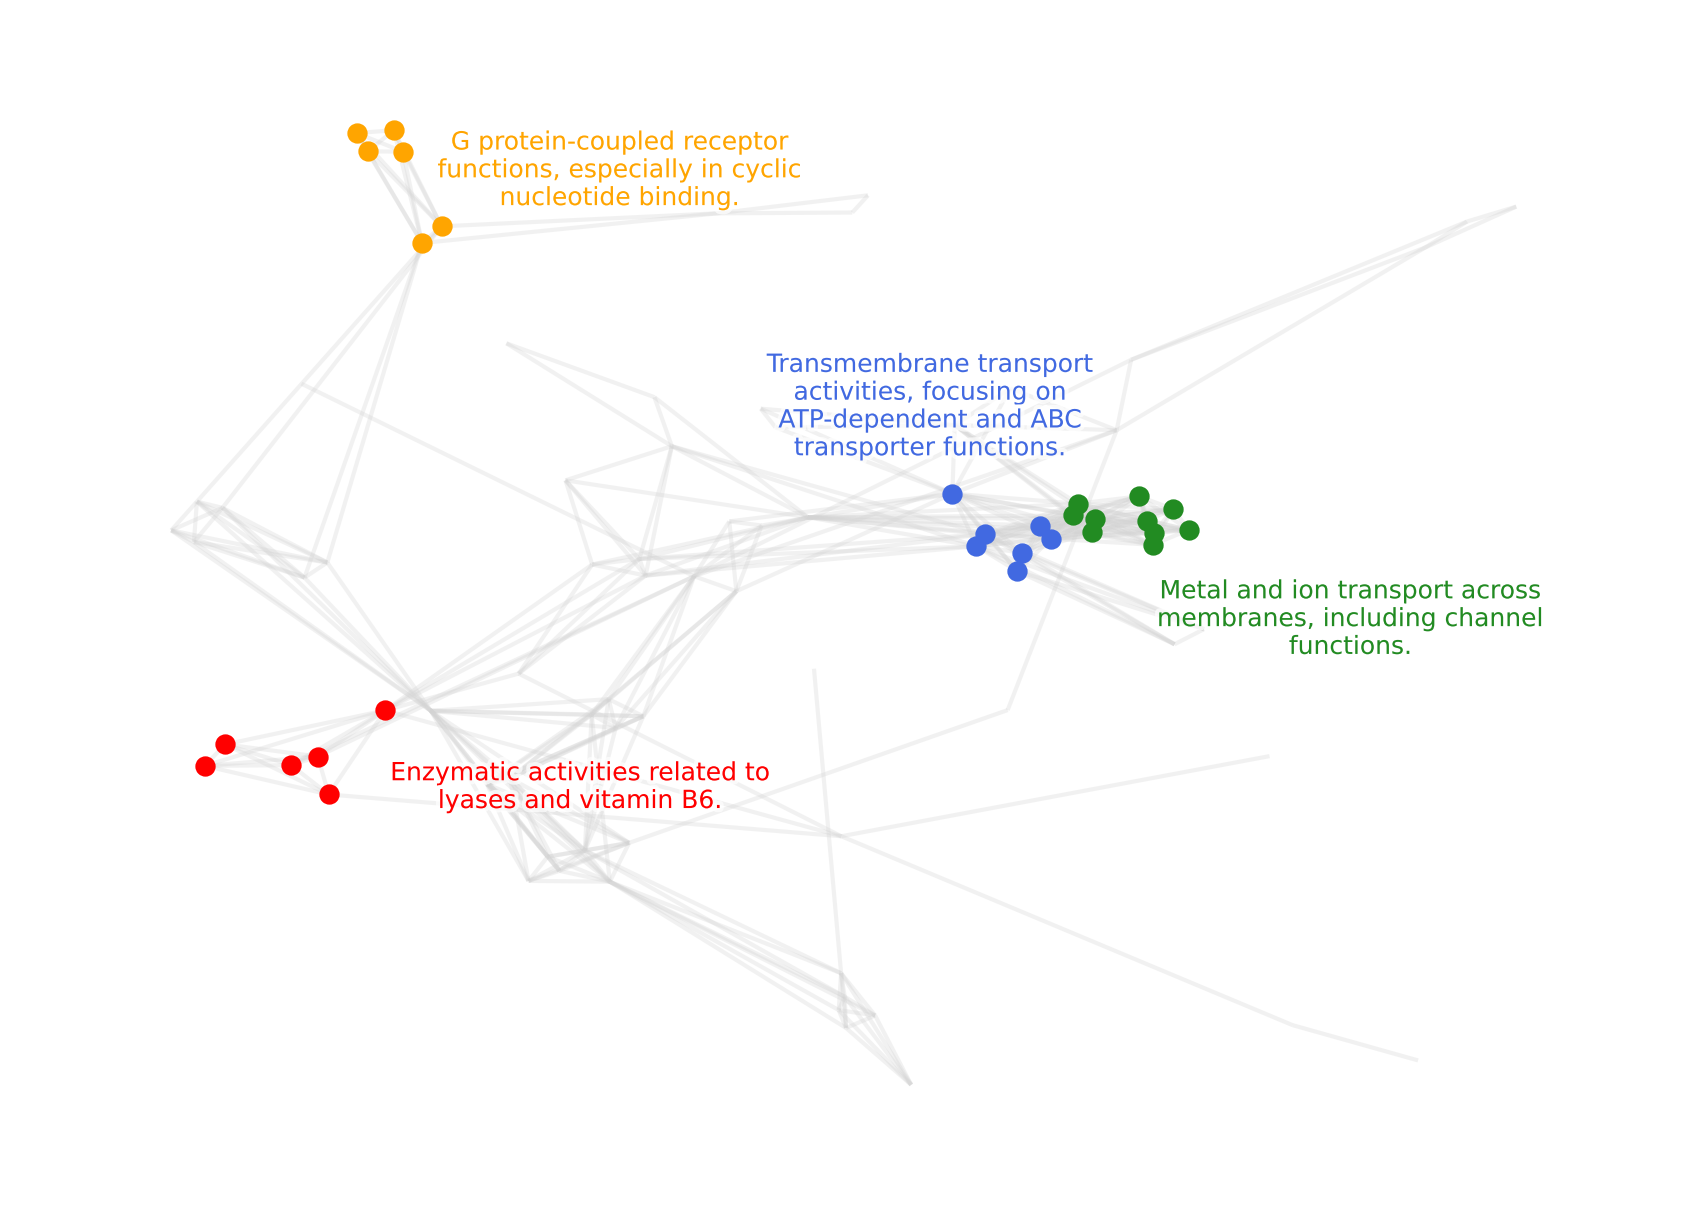 G protein-coupled receptor
functions, especially in cyclic
nucleotide binding.
Transmembrane transport
activities, focusing on
ATP-dependent and ABC
transporter functions.
Metal and ion transport across
membranes, including channel
functions.
Enzymatic activities related to
lyases and vitamin B6.